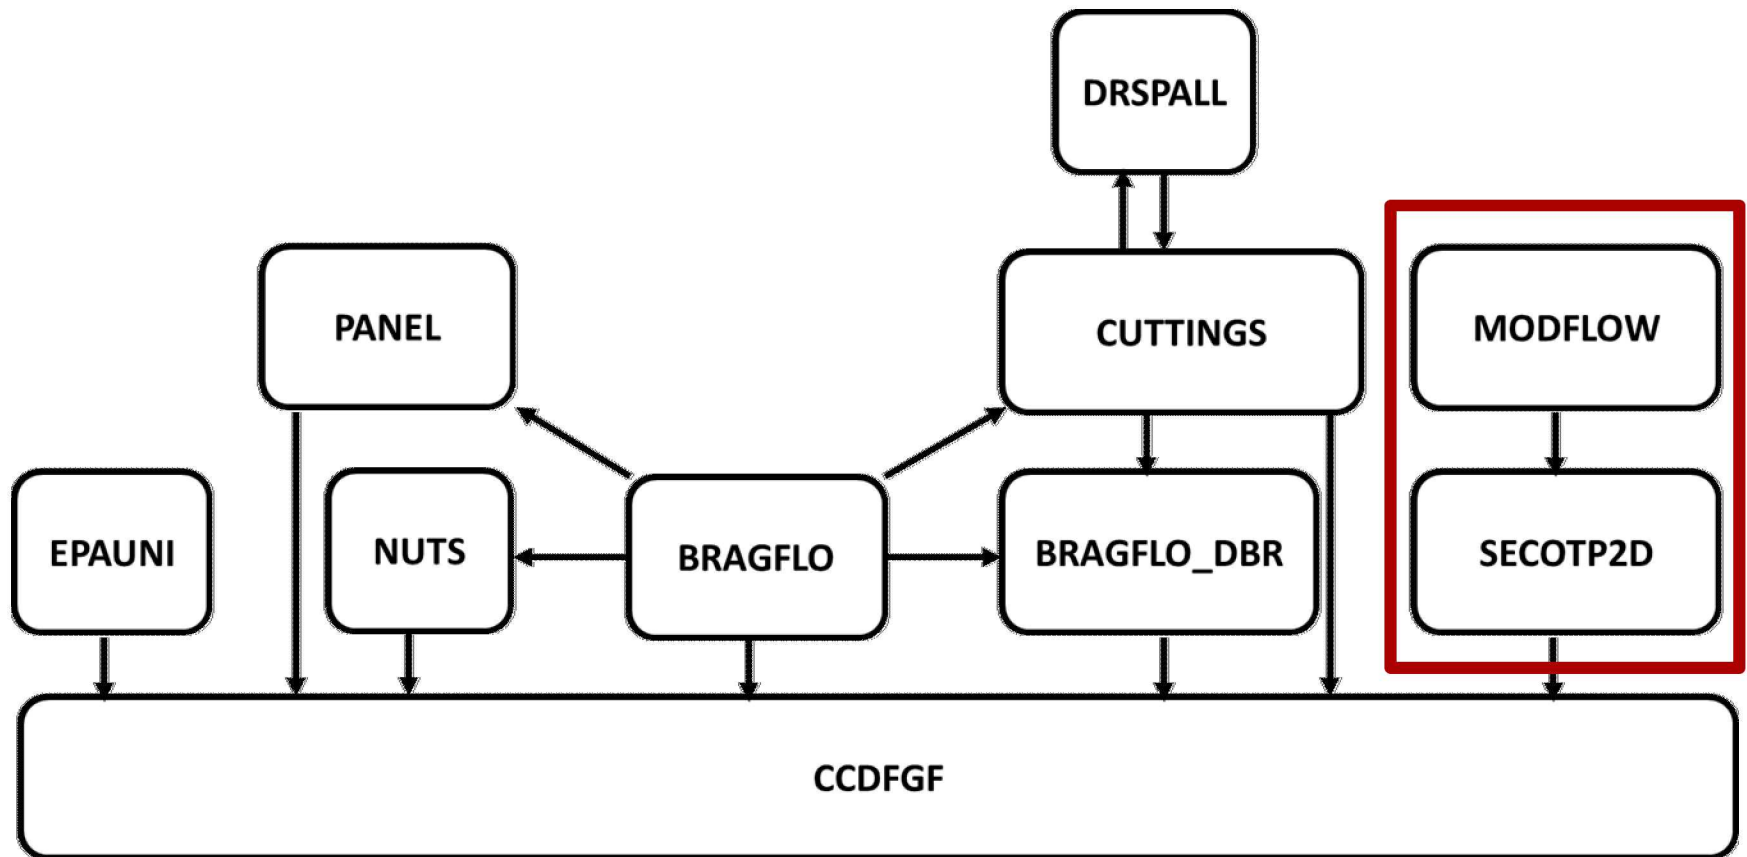 DRSPALL
PANEL
CUTTINGS
MODFLOW
EPAUNI
NUTS
BRAGFLO
BRAGFLO_DBR
SECOTP2D
CCDFGF